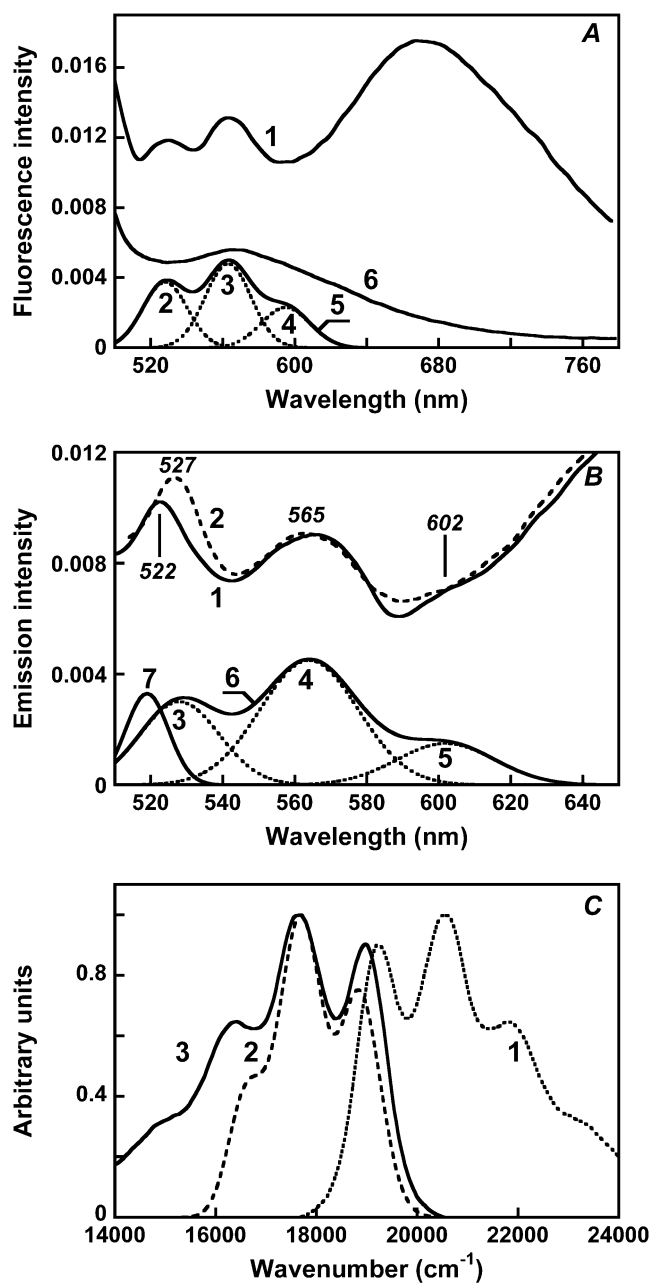 A
Fluorescence intensity
0.016
0.012
0.008
0.004
0
1
2
3
4
5
6
520 600 680 760
Wavelength (nm)
B
Emission intensity
0.012
0.008
0.004
0
527
522
565
602
1
2
3
4
5
6
7
520 540 560 580 600 620 640
Wavelength (nm)
C
Arbitrary units
0.8
0.4
0
3
2
1
14000 16000 18000 20000 22000 24000
Wavenumber (cm-1)